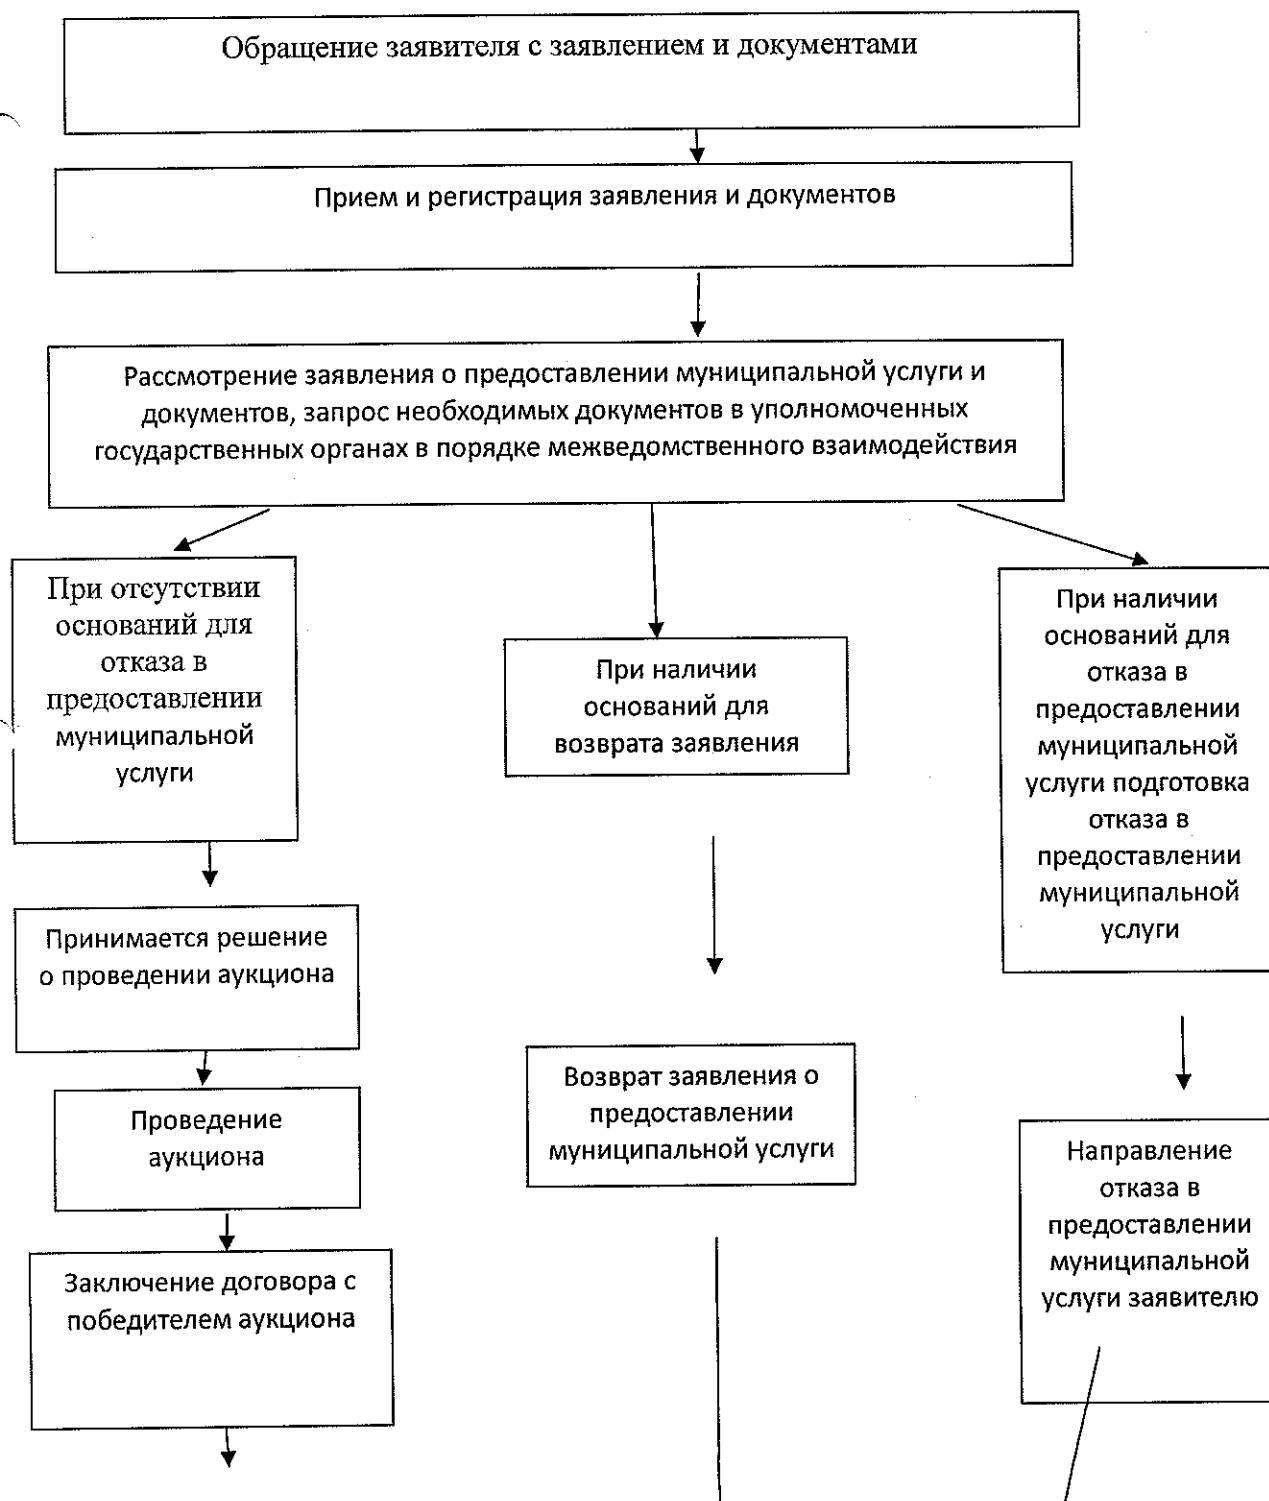 Обращение заявителя с заявлением и документами
Прием и регистрация заявления и документов
Рассмотрение заявления о предоставлении муниципальной услуги и
документов, запрос необходимых документов в уполномоченных
государственных органах в порядке межведомственного взаимодействия
При отсутствии
оснований для
отказа в
предоставлении
муниципальной
услуги
Принимается решение
о проведении аукциона
Проведение
аукциона
Заключение договора с
победителем аукциона
При наличии
оснований для
возврата заявления
Возврат заявления о
предоставлении
муниципальной услуги
При наличии
оснований для
отказа в
предоставлении
муниципальной
услуги подготовка
отказа в
предоставлении
муниципальной
услуги
Направление
отказа в
предоставлении
муниципальной
услуги заявителю